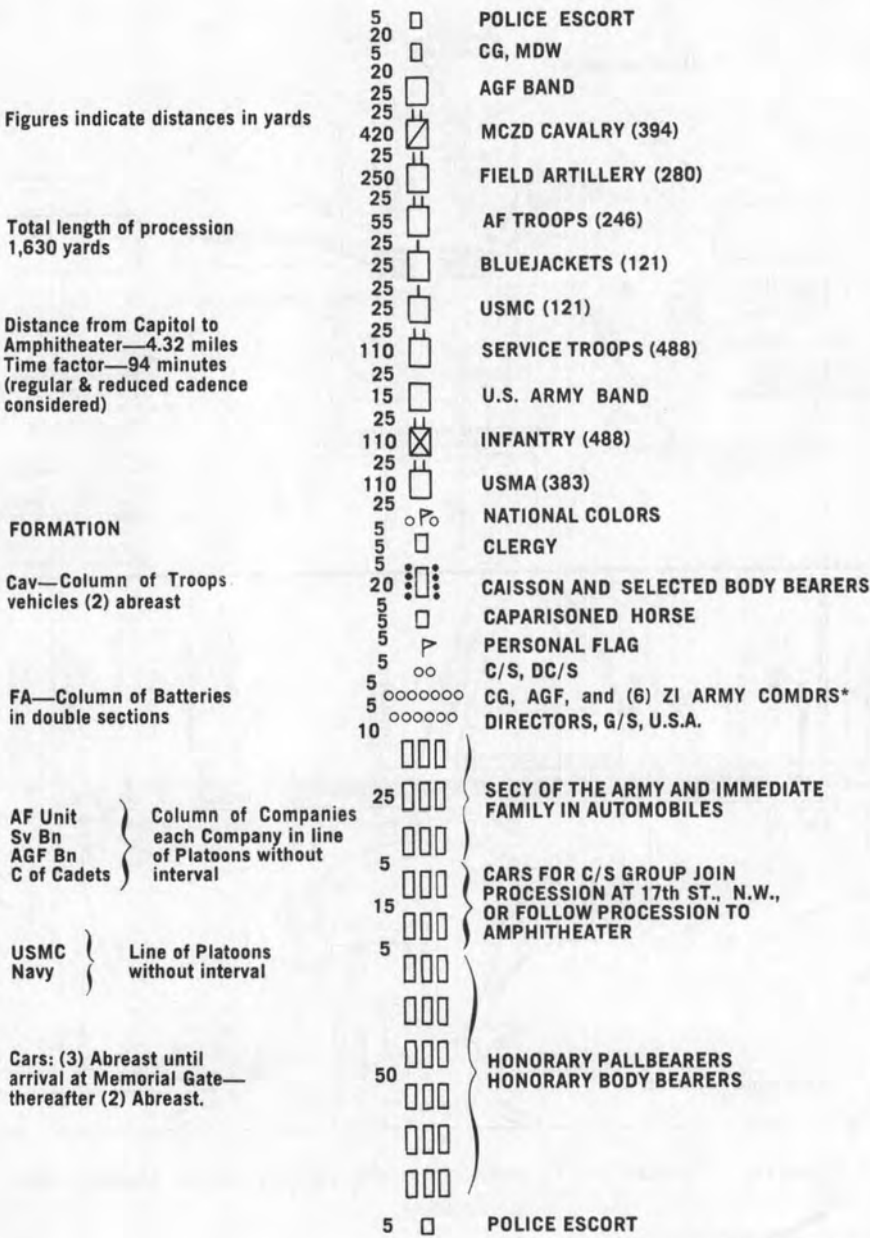 5 POLICE ESCORT
20
5 CG, MDW
20
25 AGF BAND
25
420 MCZD CAVALRY (394)
25
250 FIELD ARTILLERY (280)
25
55 AF TROOPS (246)
25
25 BLUEJACKETS (121)
25
25 USMC (121)
25
110 SERVICE TROOPS (488)
25
15 U.S. ARMY BAND
25
110 INFANTRY (488)
25
110 USMA (383)
25
NATIONAL COLORS
5
5 CLERGY
5
20 CAISSON AND SELECTED BODY BEARERS
5
5 CAPARISONED HORSE
5
PERSONAL FLAG
5
C/S, DC/S
5
CG, AGF, and (6) ZI ARMY COMDRS*
5
DIRECTORS, G/S, U.S.A.
10
25 SECY OF THE ARMY AND IMMEDIATE
FAMILY IN AUTOMOBILES
5
CARS FOR C/S GROUP JOIN
15 PROCESSION AT 17th ST., N.W.,
OR FOLLOW PROCESSION TO
AMPHITHEATER
5
50 HONORARY PALLBEARERS
HONORARY BODY BEARERS
5 POLICE ESCORT
Figures indicate distances in yards
Total length of procession
1,630 yards
Distance from Capitol to
Amphitheater—4.32 miles
Time factor—94 minutes
(regular & reduced cadence
considered)
FORMATION
Cav—Column of Troops
vehicles (2) abreast
FA—Column of Batteries
in double sections
AF Unit
Sv Bn
AGF Bn
C of Cadets
Column of Companies
each Company in line
of Platoons without
interval
USMC
Navy
Line of Platoons
without interval
Cars: (3) Abreast until
arrival at Memorial Gate—
thereafter (2) Abreast.